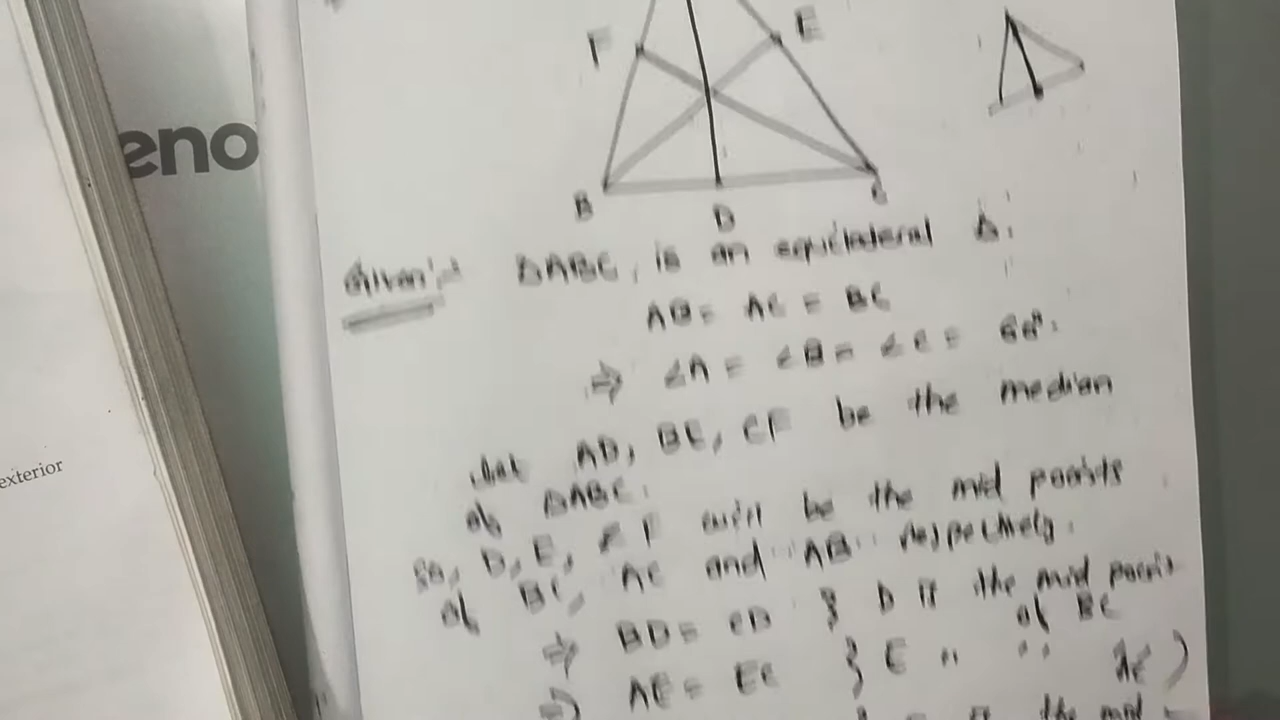 eno
exterior
F
E
B
D
C
Given:- ΔABC, is an equilateral Δ.
AB = AC = BC
⇒ ∠A = ∠B = ∠C = 60°.
Let AD, BE, CF be the median
of ΔABC.
So, D, E, & F will be the mid points
of BC, AC and AB respectively.
⇒ BD = CD } D is the mid point
of BC
⇒ AE = EC } E " " AC )
the mid